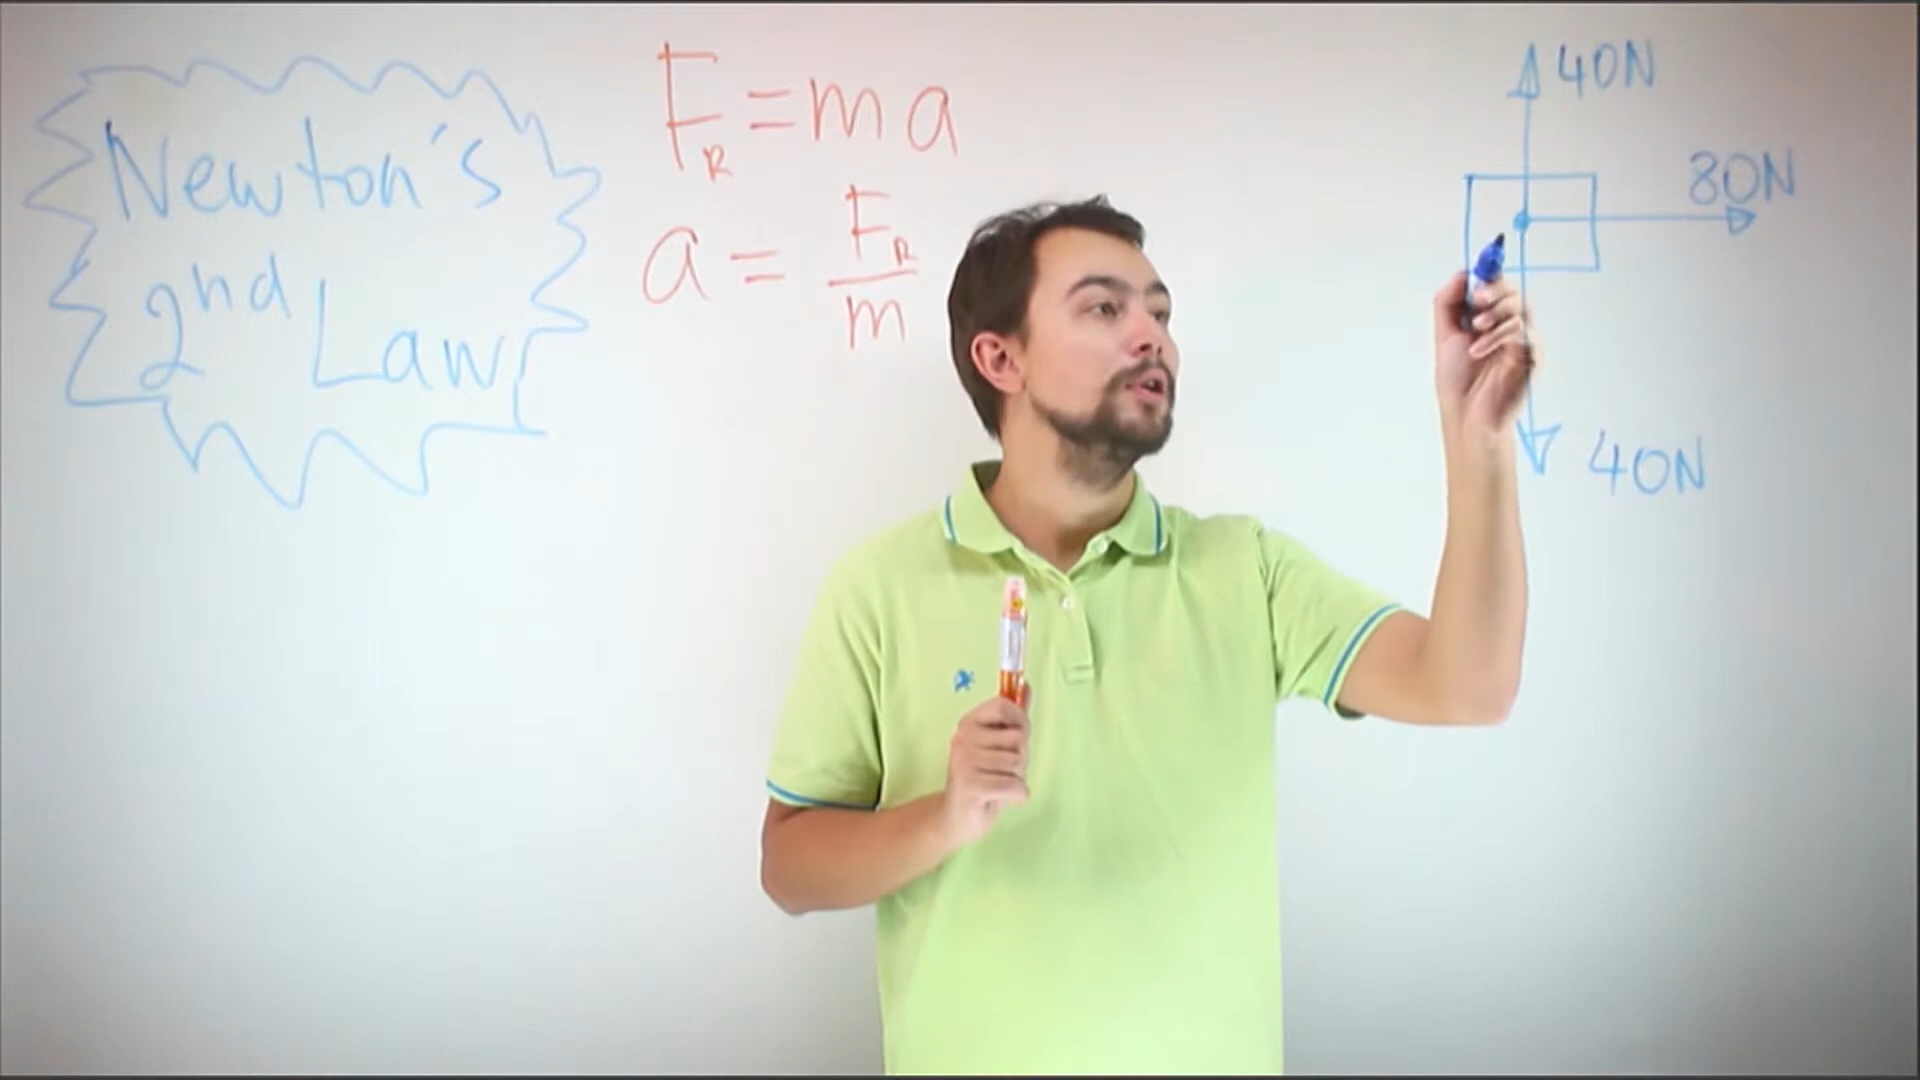 Newton's
2nd Law
F_R = ma
a = F_R/m
40N
80N
40N